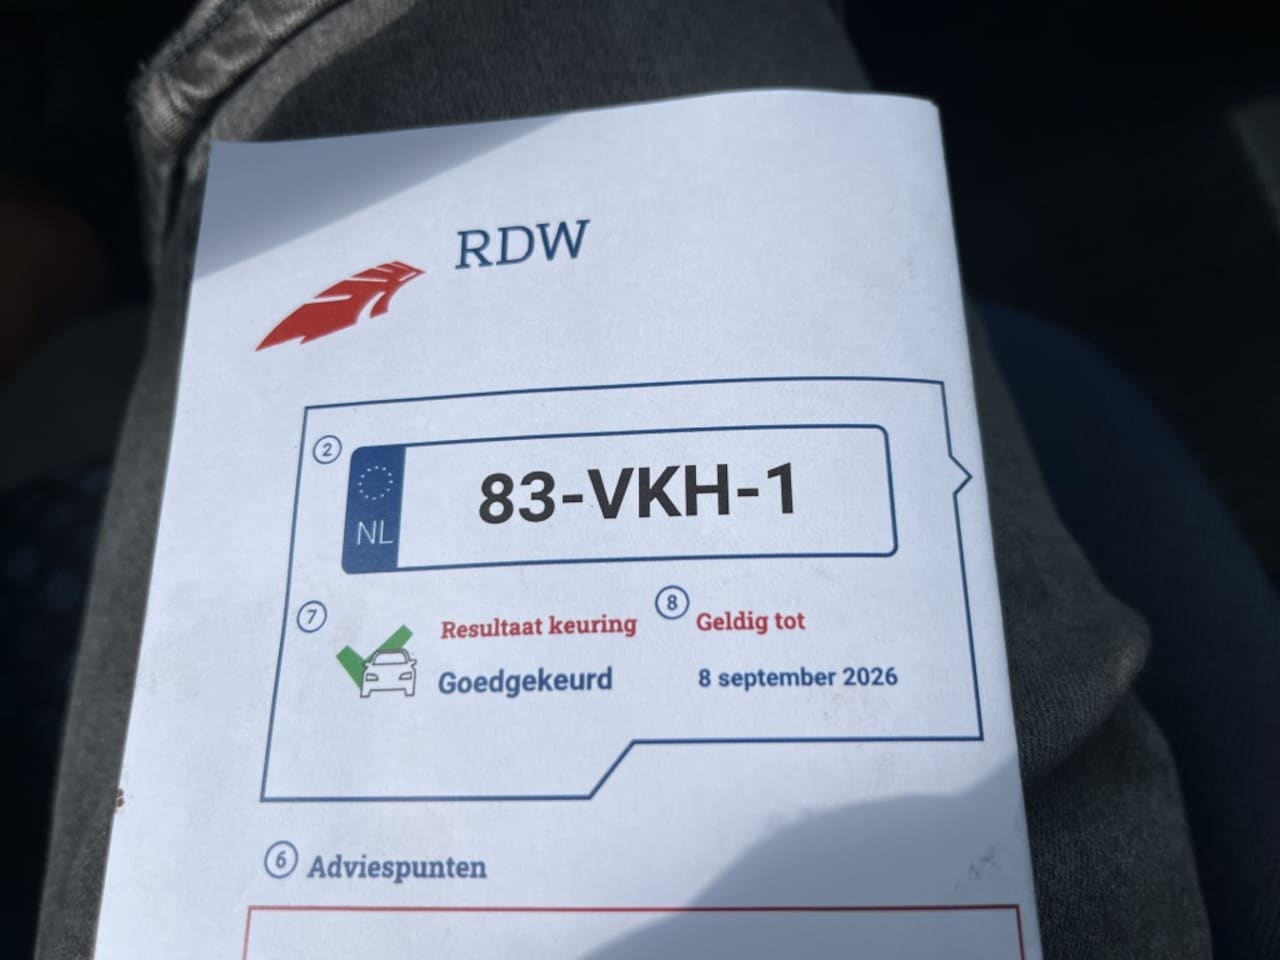 RDW
2
NL
83-VKH-1
7
Resultaat keuring
8
Geldig tot
Goedgekeurd
8 september 2026
6 Adviespunten